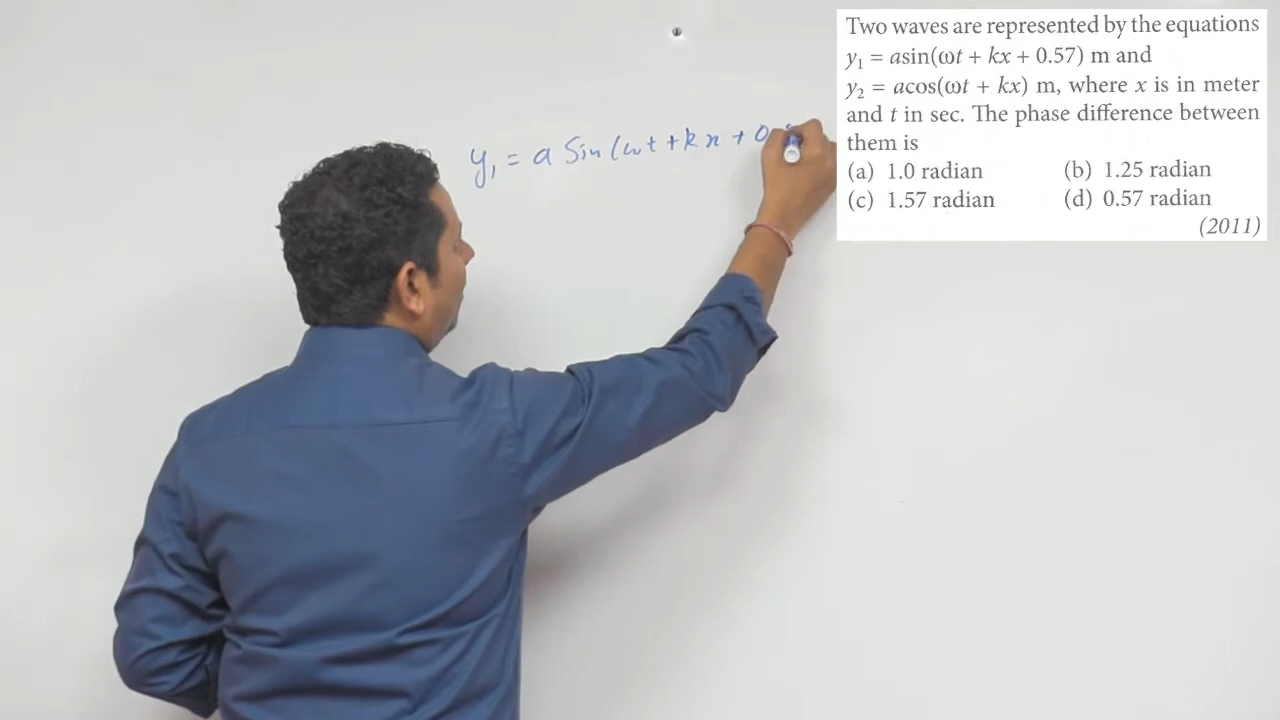 Two waves are represented by the equations
y₁ = asin(ωt + kx + 0.57) m and
y₂ = acos(ωt + kx) m, where x is in meter
and t in sec. The phase difference between
them is
(a) 1.0 radian (b) 1.25 radian
(c) 1.57 radian (d) 0.57 radian
(2011)
y₁ = a Sin (ωt + kx + 0